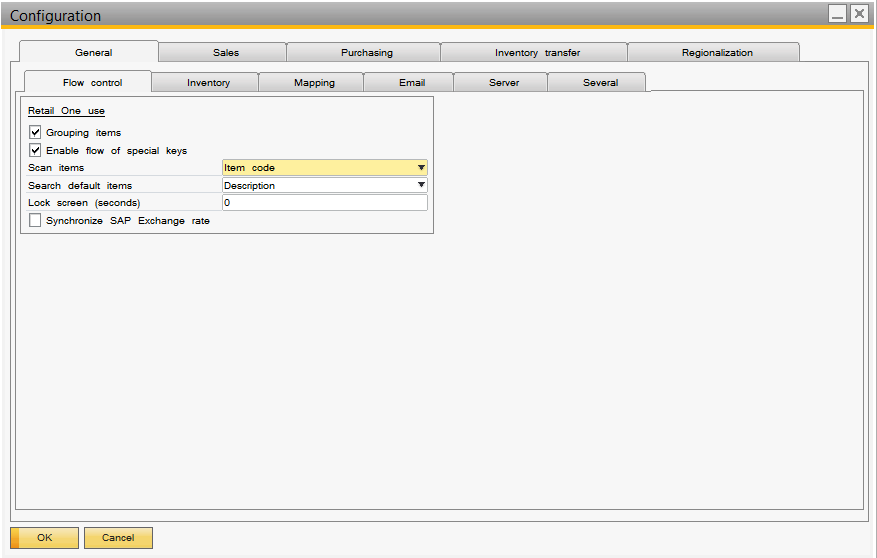 Configuration
General Sales Purchasing Inventory transfer Regionalization
Flow control Inventory Mapping Email Server Several
Retail One use
Grouping items
Enable flow of special keys
Scan items Item code
Search default items Description
Lock screen (seconds) 0
Synchronize SAP Exchange rate
OK Cancel